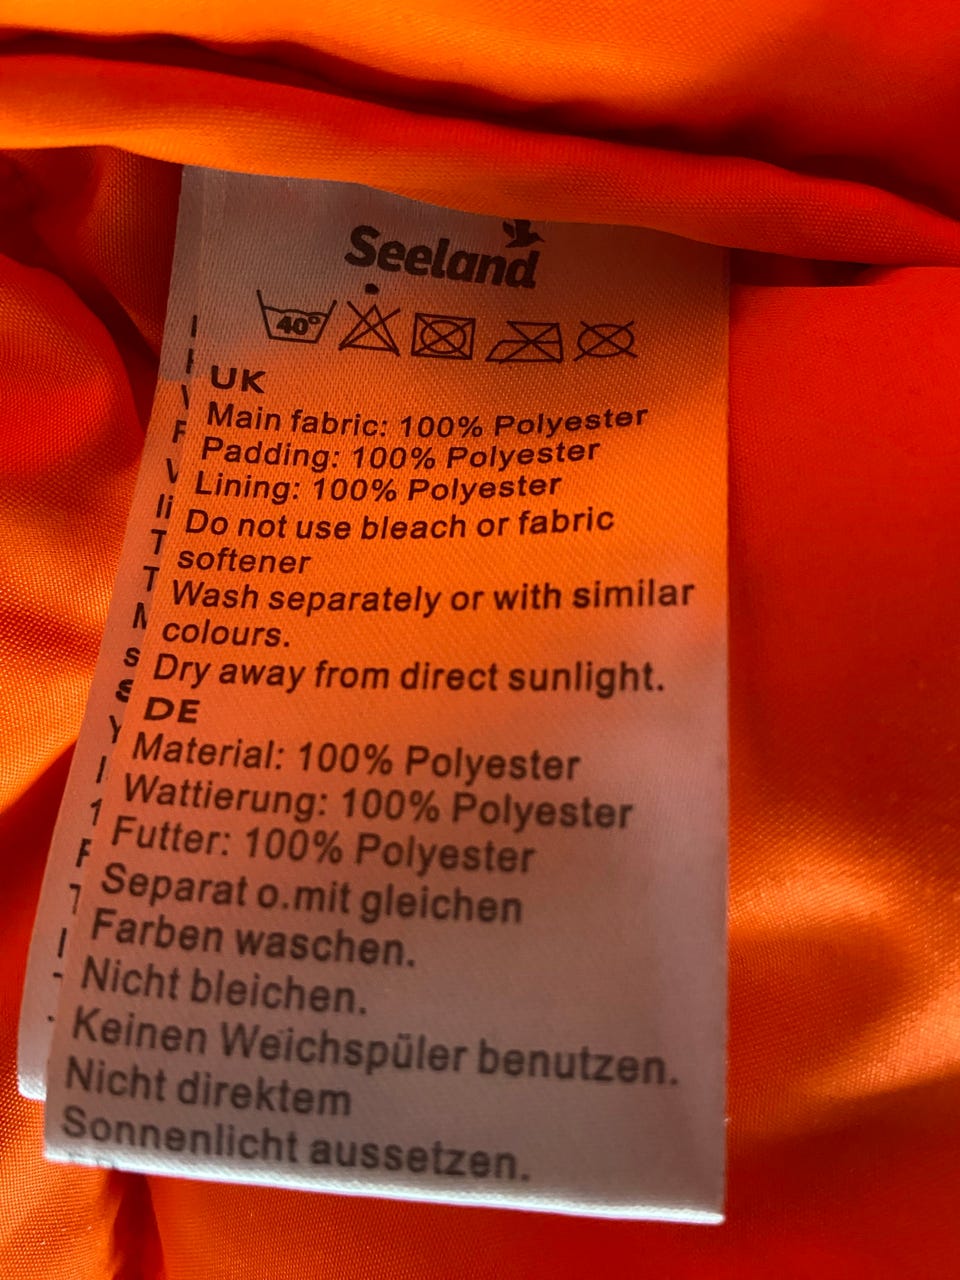 Seeland
40°
UK
Main fabric: 100% Polyester
Padding: 100% Polyester
Lining: 100% Polyester
Do not use bleach or fabric
softener
Wash separately or with similar
colours.
Dry away from direct sunlight.
DE
Material: 100% Polyester
Wattierung: 100% Polyester
Futter: 100% Polyester
Separat o.mit gleichen
Farben waschen.
Nicht bleichen.
Keinen Weichspüler benutzen.
Nicht direktem
Sonnenlicht aussetzen.